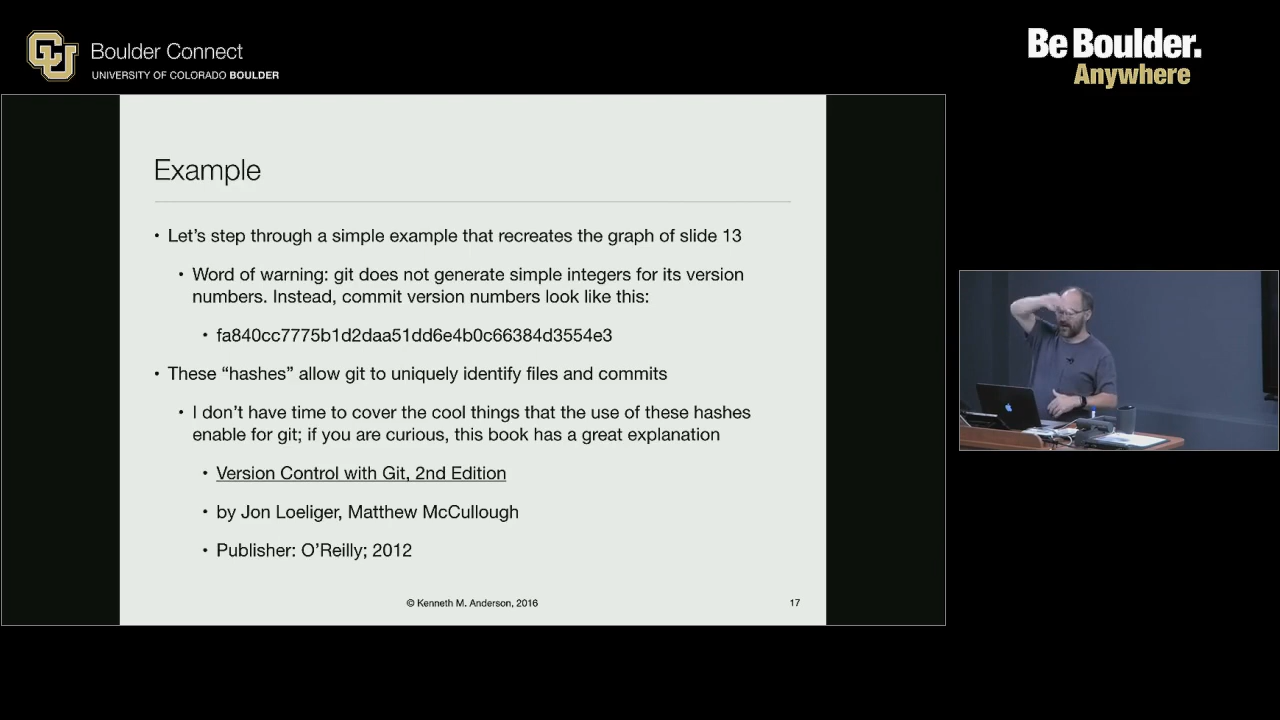 Boulder Connect
UNIVERSITY OF COLORADO BOULDER
Be Boulder.
Anywhere
Example
• Let's step through a simple example that recreates the graph of slide 13
• Word of warning: git does not generate simple integers for its version
numbers. Instead, commit version numbers look like this:
• fa840cc7775b1d2daa51dd6e4b0c66384d3554e3
• These “hashes” allow git to uniquely identify files and commits
• I don't have time to cover the cool things that the use of these hashes
enable for git; if you are curious, this book has a great explanation
• Version Control with Git, 2nd Edition
• by Jon Loeliger, Matthew McCullough
• Publisher: O'Reilly; 2012
© Kenneth M. Anderson, 2016
17